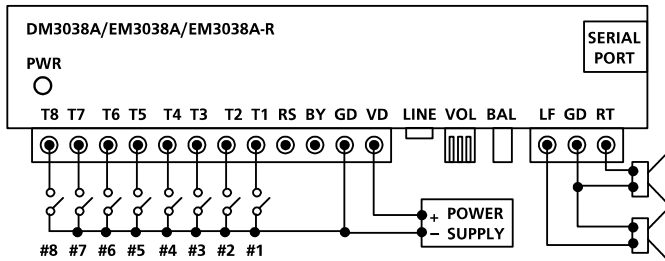 DM3038A/EM3038A/EM3038A-R
SERIAL
PORT
PWR
T8 T7 T6 T5 T4 T3 T2 T1 RS BY GD VD LINE VOL BAL LF GD RT
+ POWER
− SUPPLY
#8 #7 #6 #5 #4 #3 #2 #1